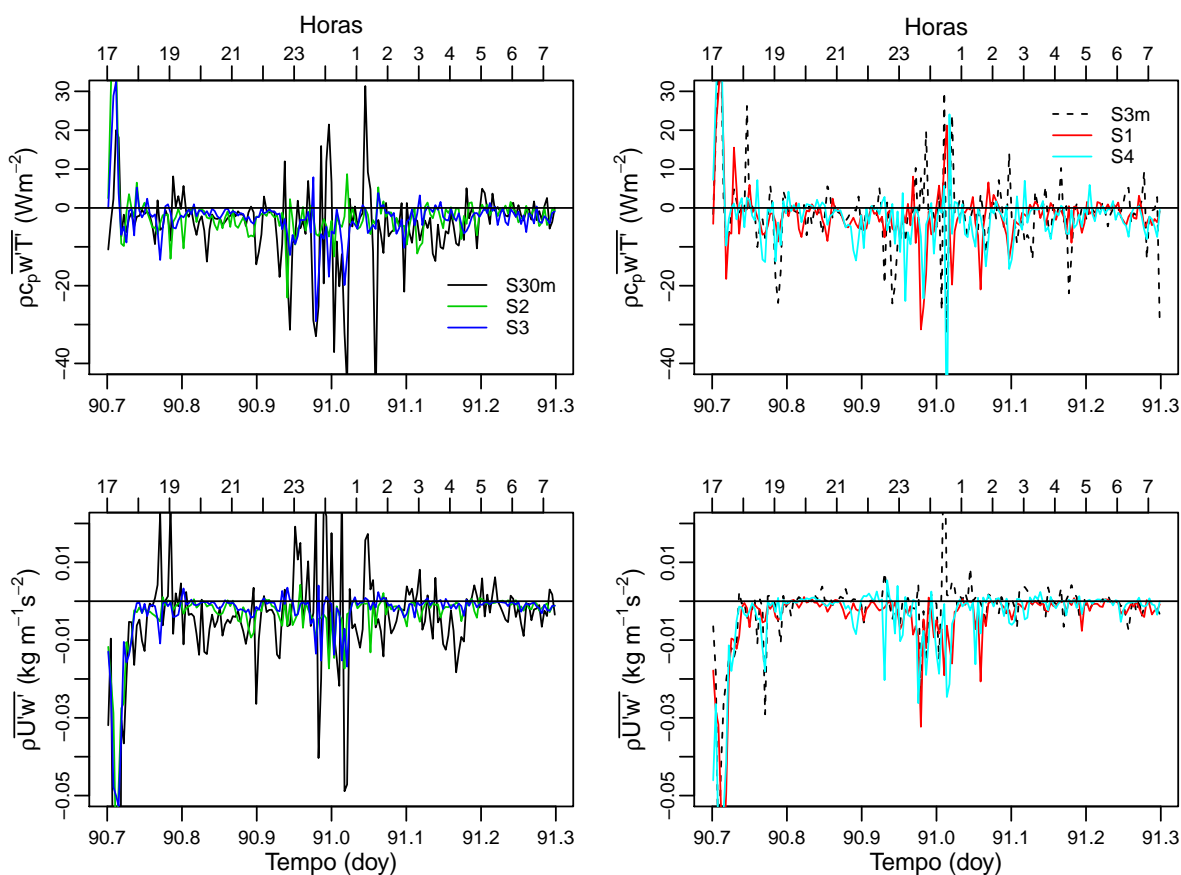 Horas
17 19 21 23 1 2 3 4 5 6 7
30
20
10
0
−20
−40
ρcpw'T' (Wm−2)
S30m
S2
S3
90.7 90.8 90.9 91.0 91.1 91.2 91.3
Horas
17 19 21 23 1 2 3 4 5 6 7
30
20
10
0
−20
−40
ρcpw'T' (Wm−2)
S3m
S1
S4
90.7 90.8 90.9 91.0 91.1 91.2 91.3
17 19 21 23 1 2 3 4 5 6 7
0.01
−0.01
−0.03
−0.05
ρU'w' (kg m−1s−2)
90.7 90.8 90.9 91.0 91.1 91.2 91.3
Tempo (doy)
17 19 21 23 1 2 3 4 5 6 7
0.01
−0.01
−0.03
−0.05
ρU'w' (kg m−1s−2)
90.7 90.8 90.9 91.0 91.1 91.2 91.3
Tempo (doy)